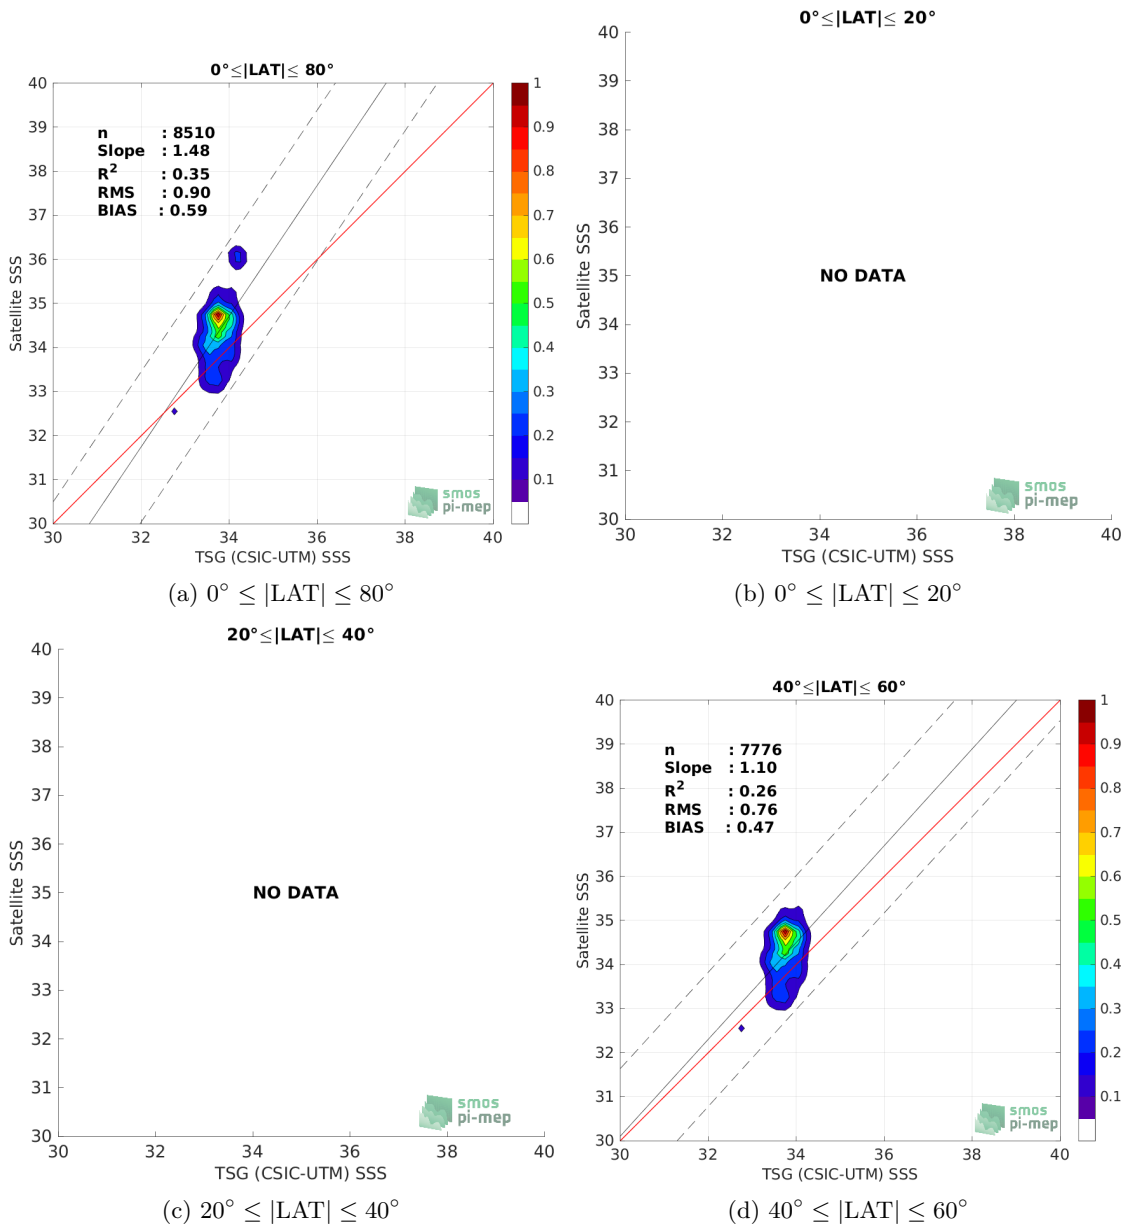 0°≤|LAT|≤ 80°
n : 8510
Slope : 1.48
R² : 0.35
RMS : 0.90
BIAS : 0.59
40
39
38
37
36
35
34
33
32
31
30
30 32 34 36 38 40
Satellite SSS
TSG (CSIC-UTM) SSS
1
0.9
0.8
0.7
0.6
0.5
0.4
0.3
0.2
0.1
smos
pi-mep
(a) 0° ≤ |LAT| ≤ 80°
0°≤|LAT|≤ 20°
40
39
38
37
36
35
34
33
32
31
30
30 32 34 36 38 40
Satellite SSS
NO DATA
TSG (CSIC-UTM) SSS
smos
pi-mep
(b) 0° ≤ |LAT| ≤ 20°
20°≤|LAT|≤ 40°
40
39
38
37
36
35
34
33
32
31
30
30 32 34 36 38 40
Satellite SSS
NO DATA
TSG (CSIC-UTM) SSS
smos
pi-mep
(c) 20° ≤ |LAT| ≤ 40°
40°≤|LAT|≤ 60°
n : 7776
Slope : 1.10
R² : 0.26
RMS : 0.76
BIAS : 0.47
40
39
38
37
36
35
34
33
32
31
30
30 32 34 36 38 40
Satellite SSS
TSG (CSIC-UTM) SSS
1
0.9
0.8
0.7
0.6
0.5
0.4
0.3
0.2
0.1
smos
pi-mep
(d) 40° ≤ |LAT| ≤ 60°